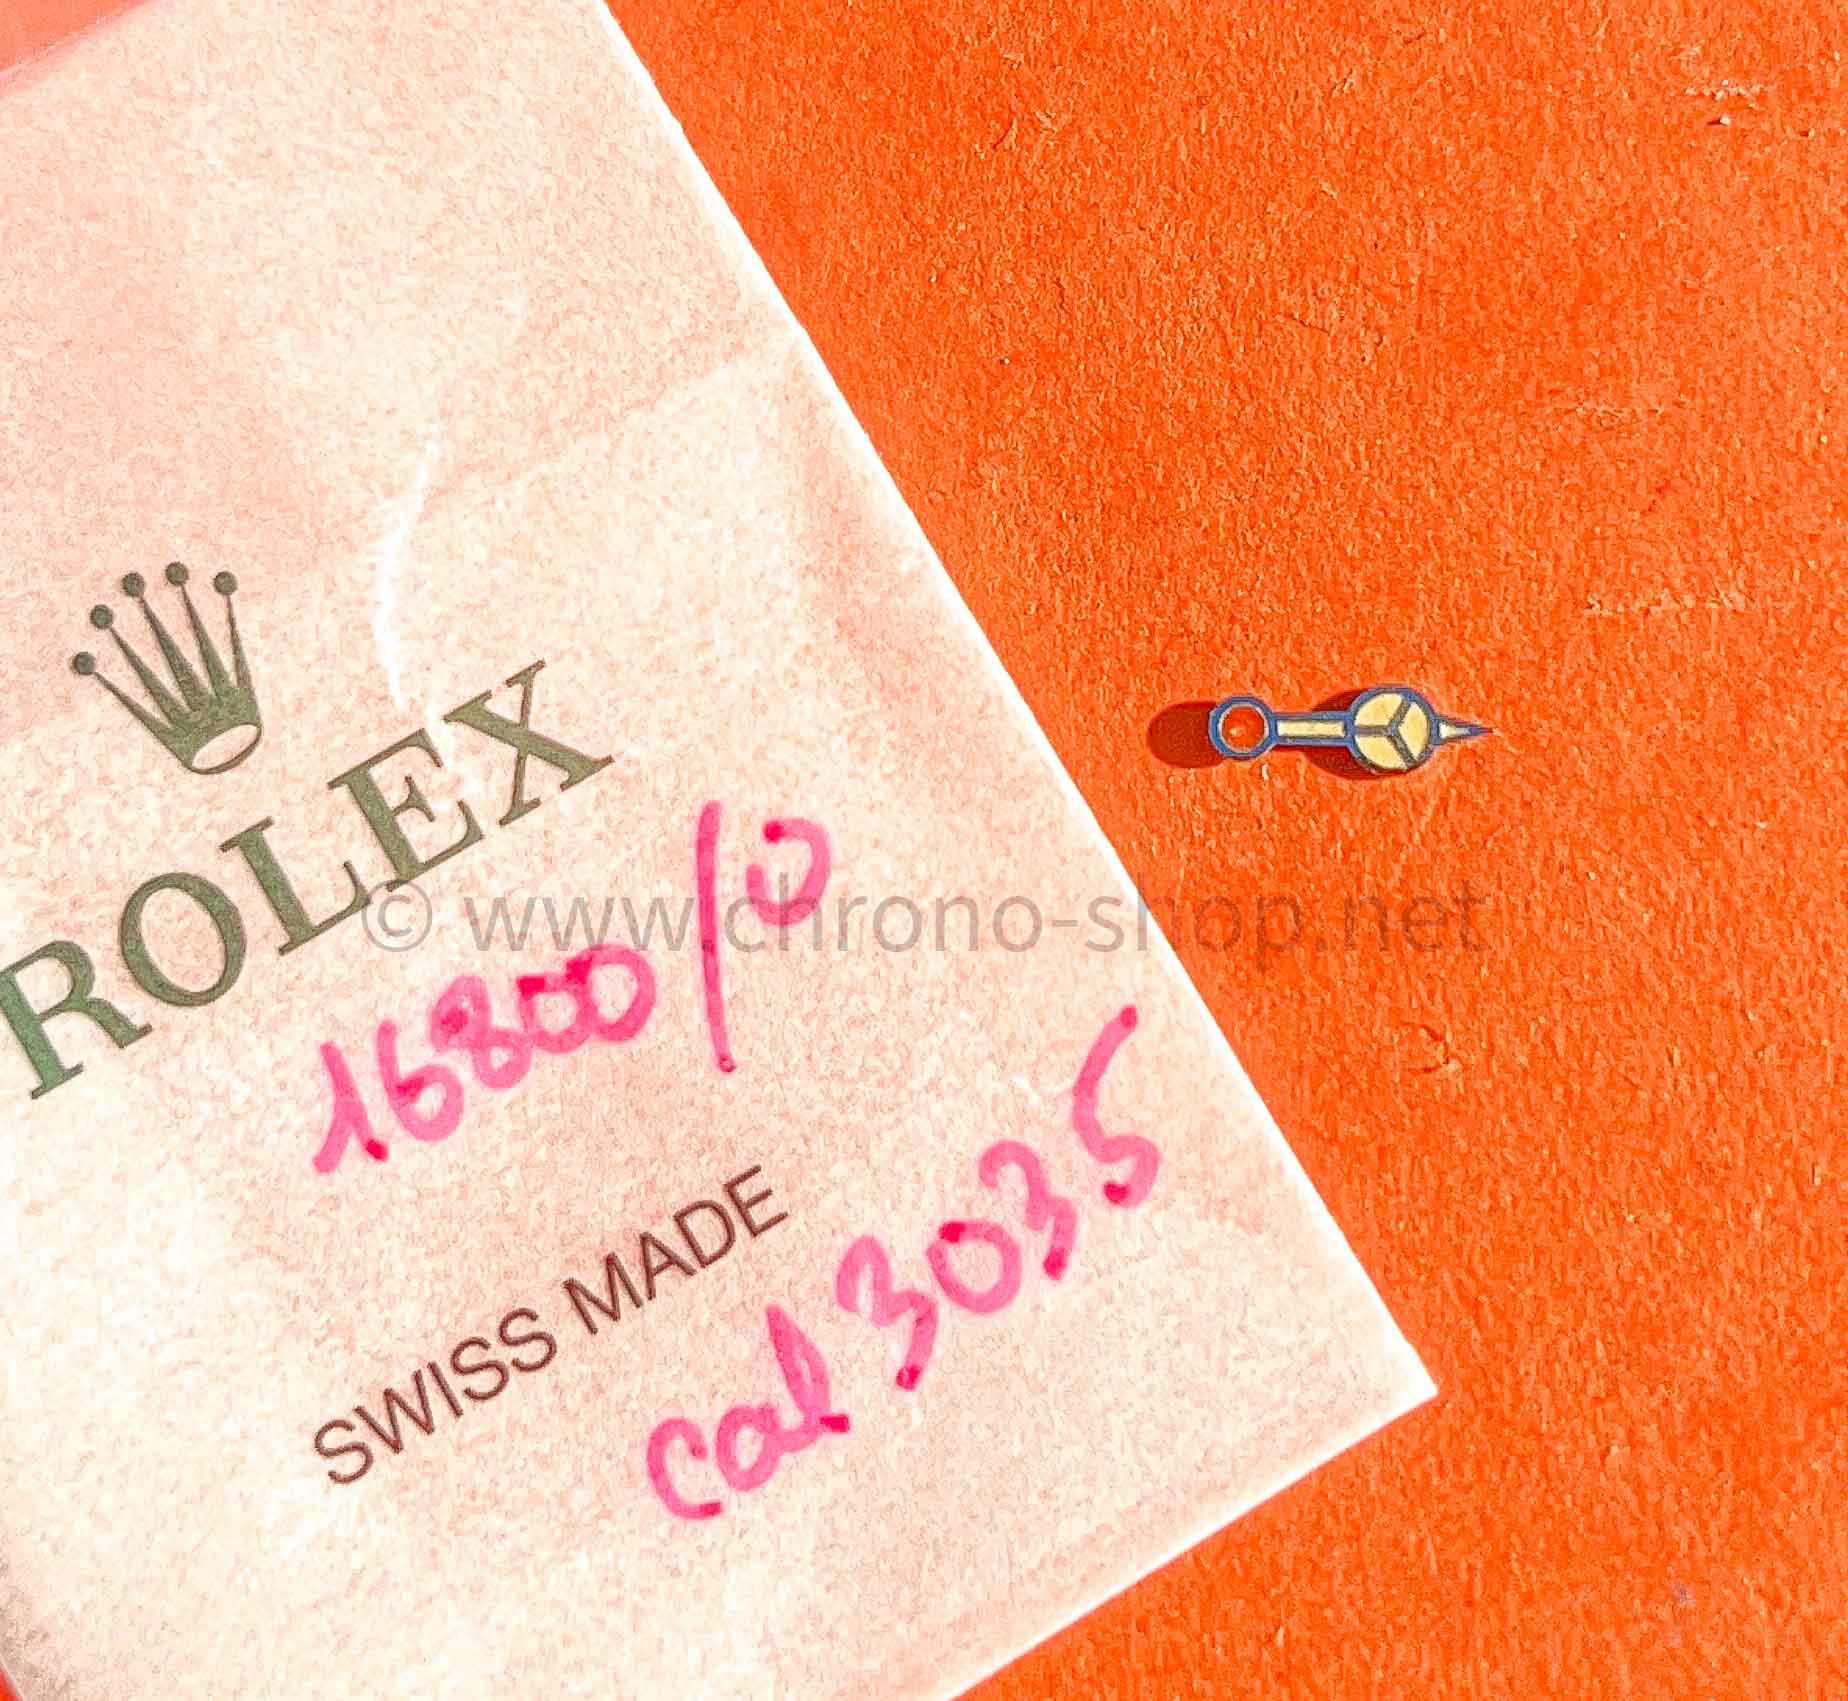 ROLEX
16800/0
© www.chrono-shop.net
SWISS MADE
cal 3035